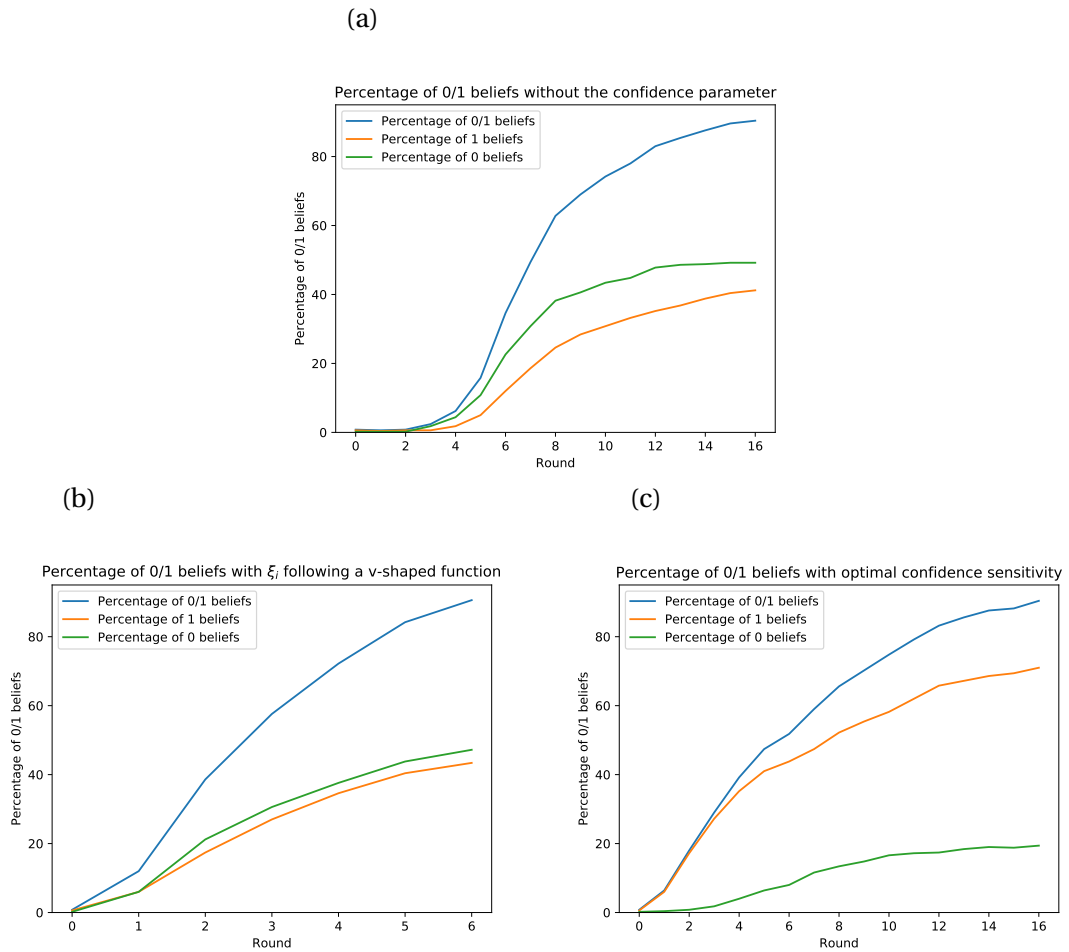 (a)
Percentage of 0/1 beliefs without the confidence parameter
Percentage of 0/1 beliefs
Percentage of 1 beliefs
Percentage of 0 beliefs
Percentage of 0/1 beliefs
80
60
40
20
0
0 2 4 6 8 10 12 14 16
Round
(b)
Percentage of 0/1 beliefs with ξi following a v-shaped function
Percentage of 0/1 beliefs
Percentage of 1 beliefs
Percentage of 0 beliefs
Percentage of 0/1 beliefs
80
60
40
20
0
0 1 2 3 4 5 6
Round
(c)
Percentage of 0/1 beliefs with optimal confidence sensitivity
Percentage of 0/1 beliefs
Percentage of 1 beliefs
Percentage of 0 beliefs
Percentage of 0/1 beliefs
80
60
40
20
0
0 2 4 6 8 10 12 14 16
Round